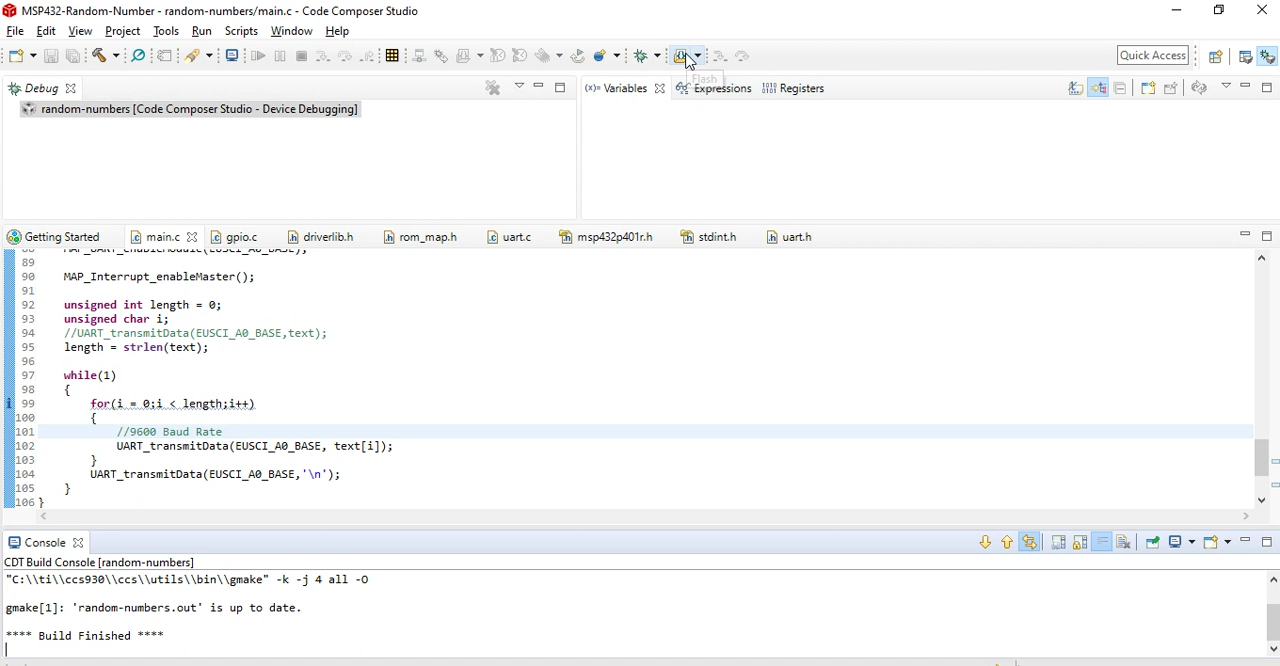 MSP432-Random-Number - random-numbers/main.c - Code Composer Studio
File Edit View Project Tools Run Scripts Window Help
Quick Access
Flash
Debug
(x)= Variables Expressions 1010 Registers
random-numbers [Code Composer Studio - Device Debugging]
Getting Started main.c gpio.c driverlib.h rom_map.h uart.c msp432p401r.h stdint.h uart.h
88 MAP_UART_enableModule(EUSCI_A0_BASE);
89
90 MAP_Interrupt_enableMaster();
91
92 unsigned int length = 0;
93 unsigned char i;
94 //UART_transmitData(EUSCI_A0_BASE,text);
95 length = strlen(text);
96
97 while(1)
98 {
99 for(i = 0;i < length;i++)
100 {
101 //9600 Baud Rate
102 UART_transmitData(EUSCI_A0_BASE, text[i]);
103 }
104 UART_transmitData(EUSCI_A0_BASE,'\n');
105 }
106 }
Console
CDT Build Console [random-numbers]
"C:\\ti\\ccs930\\ccs\\utils\\bin\\gmake" -k -j 4 all -O
gmake[1]: 'random-numbers.out' is up to date.
**** Build Finished ****